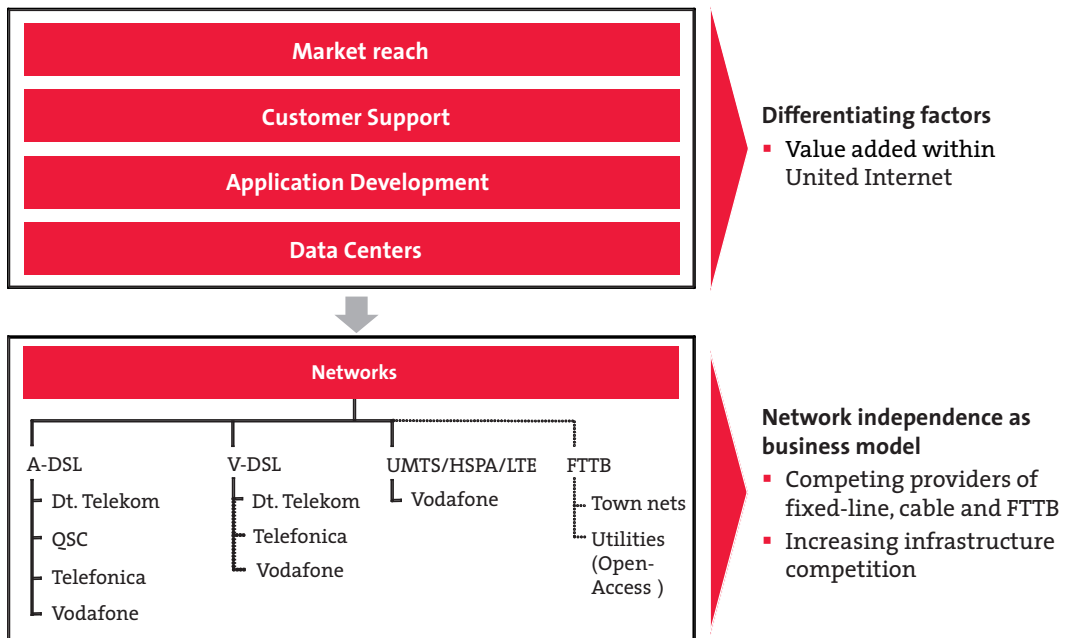 Market reach
Customer Support
Application Development
Data Centers
Differentiating factors
▪ Value added within
United Internet
Networks
A-DSL
Dt. Telekom
QSC
Telefonica
Vodafone
V-DSL
Dt. Telekom
Telefonica
Vodafone
UMTS/HSPA/LTE
Vodafone
FTTB
Town nets
Utilities
(Open-
Access )
Network independence as
business model
▪ Competing providers of
fixed-line, cable and FTTB
▪ Increasing infrastructure
competition